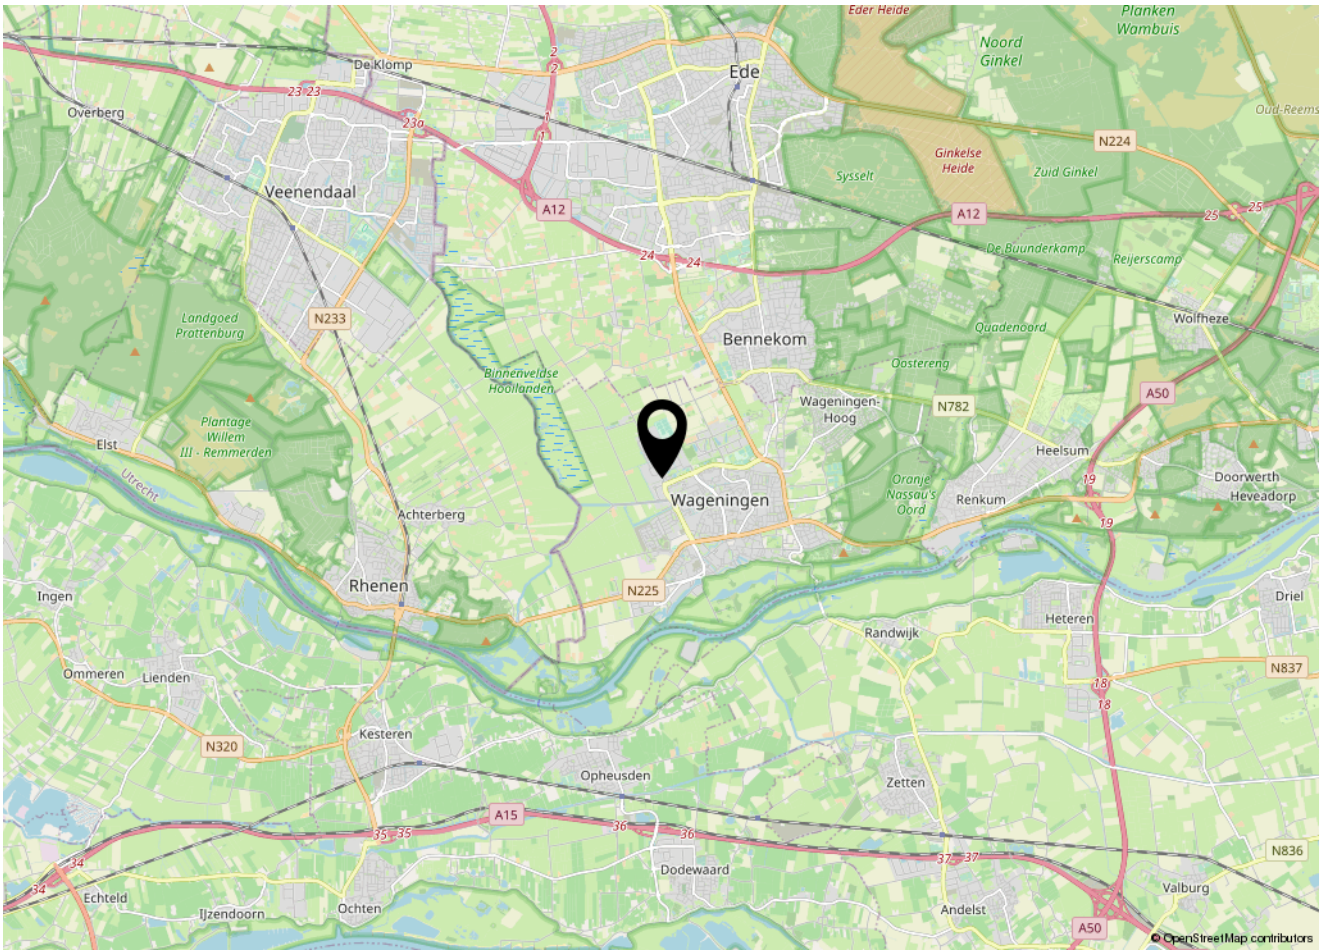 Eder Heide
Planken
Wambuis
2
2
Noord
Ginkel
De Klomp
Ede
23 23
Overberg
1
1
23a
Oud-Reems
N224
Ginkelse
Heide
Sysselt
Zuid Ginkel
Veenendaal
A12
A12
25
25
24
24
De Buunderkamp
Reijerscamp
Landgoed
Prattenburg
N233
Wolfheze
Quadenoord
Bennekom
Oostereng
Binnenveldse
Hooilanden
A50
Wageningen-
Hoog
N782
Plantage
Willem
III - Remmerden
Elst
Heelsum
Utrecht
Oranje
Nassau's
Oord
19
Doorwerth
Heveadorp
Wageningen
Renkum
Achterberg
19
Rhenen
N225
Ingen
Driel
Heteren
Randwijk
Ommeren
Lienden
N837
18
18
Kesteren
N320
Opheusden
Zetten
A15
35
35
36
36
N836
37
37
34
34
Dodewaard
Valburg
Echteld
IJzendoorn
Ochten
Andelst
A50
© OpenStreetMap contributors